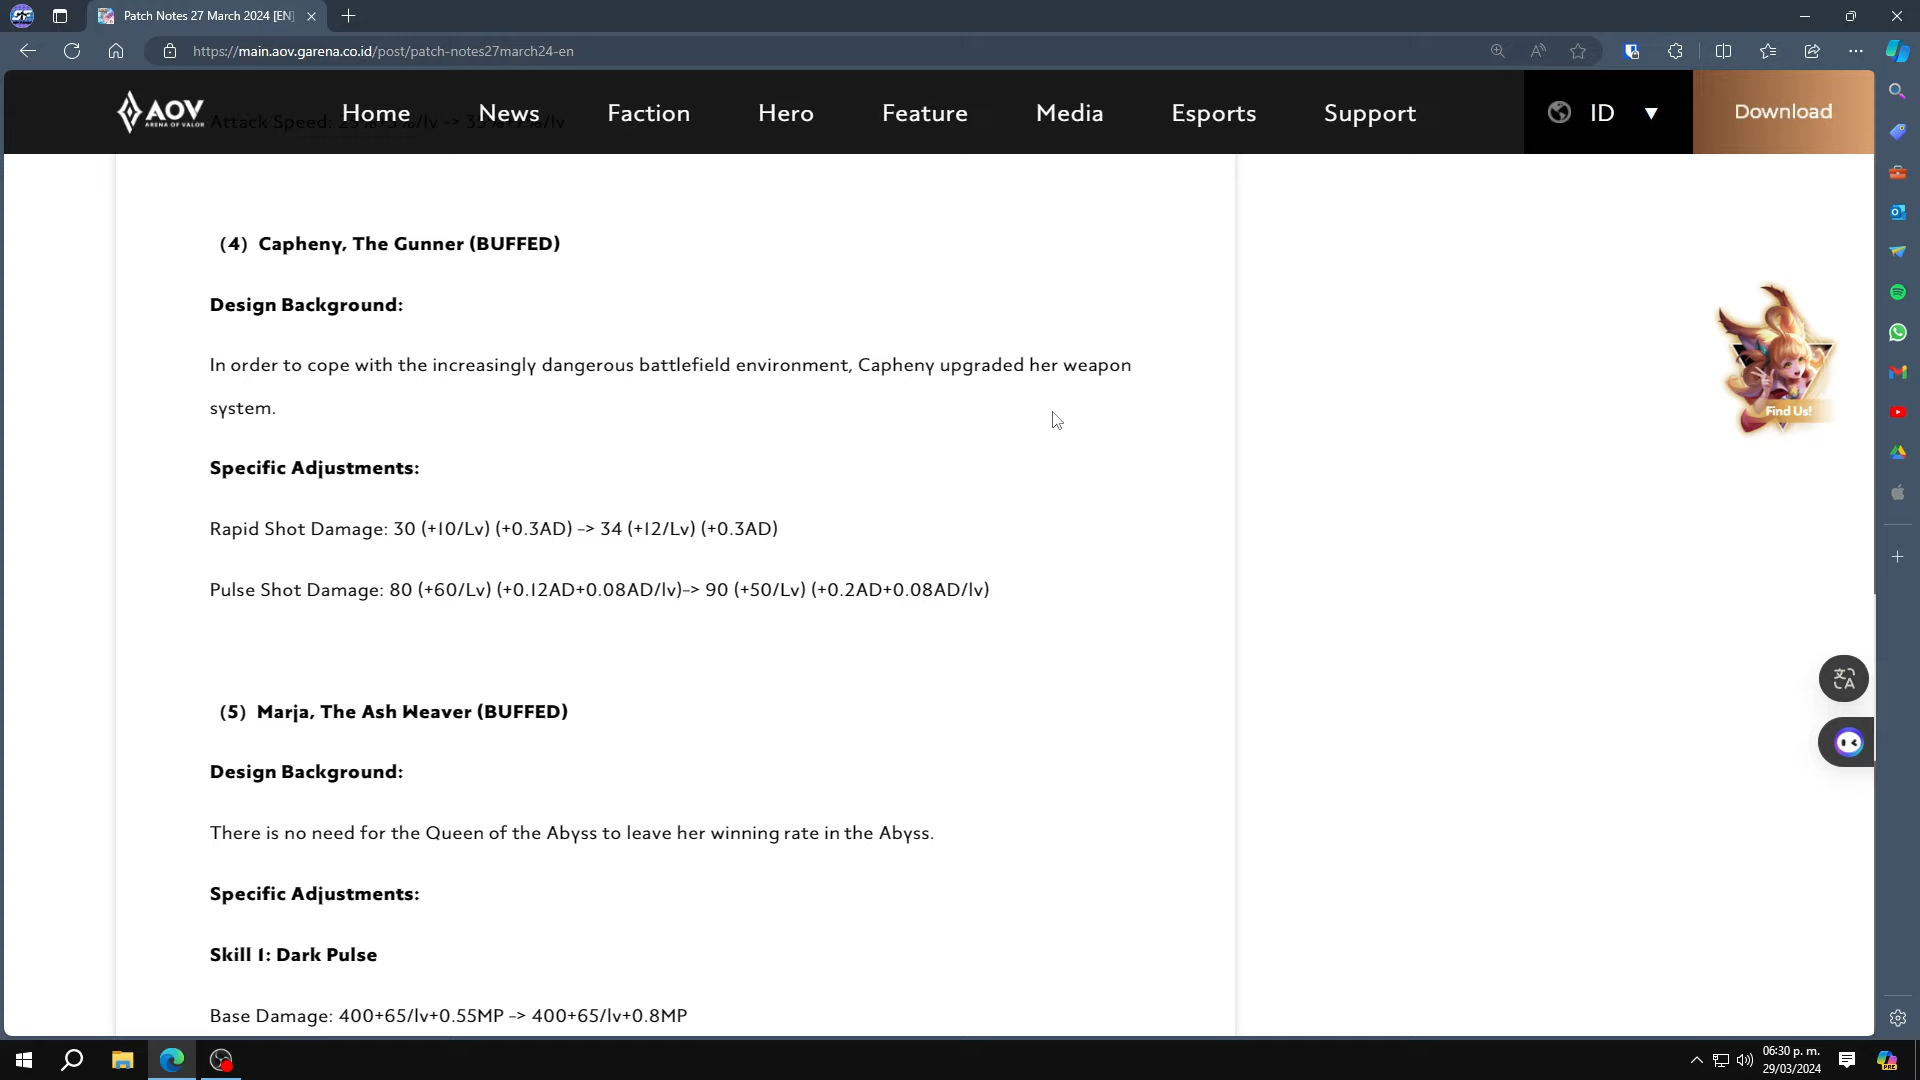 Patch Notes 27 March 2024 [EN]
https://main.aov.garena.co.id/post/patch-notes27march24-en
AOV
ARENA OF VALOR
Home
News
Faction
Hero
Feature
Media
Esports
Support
ID
Download
Attack Speed:
(4) Capheny, The Gunner (BUFFED)
Design Background:
In order to cope with the increasingly dangerous battlefield environment, Capheny upgraded her weapon
system.
Specific Adjustments:
Rapid Shot Damage: 30 (+10/Lv) (+0.3AD) -> 34 (+12/Lv) (+0.3AD)
Pulse Shot Damage: 80 (+60/Lv) (+0.12AD+0.08AD/lv)-> 90 (+50/Lv) (+0.2AD+0.08AD/lv)
(5) Marja, The Ash Weaver (BUFFED)
Design Background:
There is no need for the Queen of the Abyss to leave her winning rate in the Abyss.
Specific Adjustments:
Skill 1: Dark Pulse
Base Damage: 400+65/lv+0.55MP -> 400+65/lv+0.8MP
Find Us!
06:30 p. m.
29/03/2024